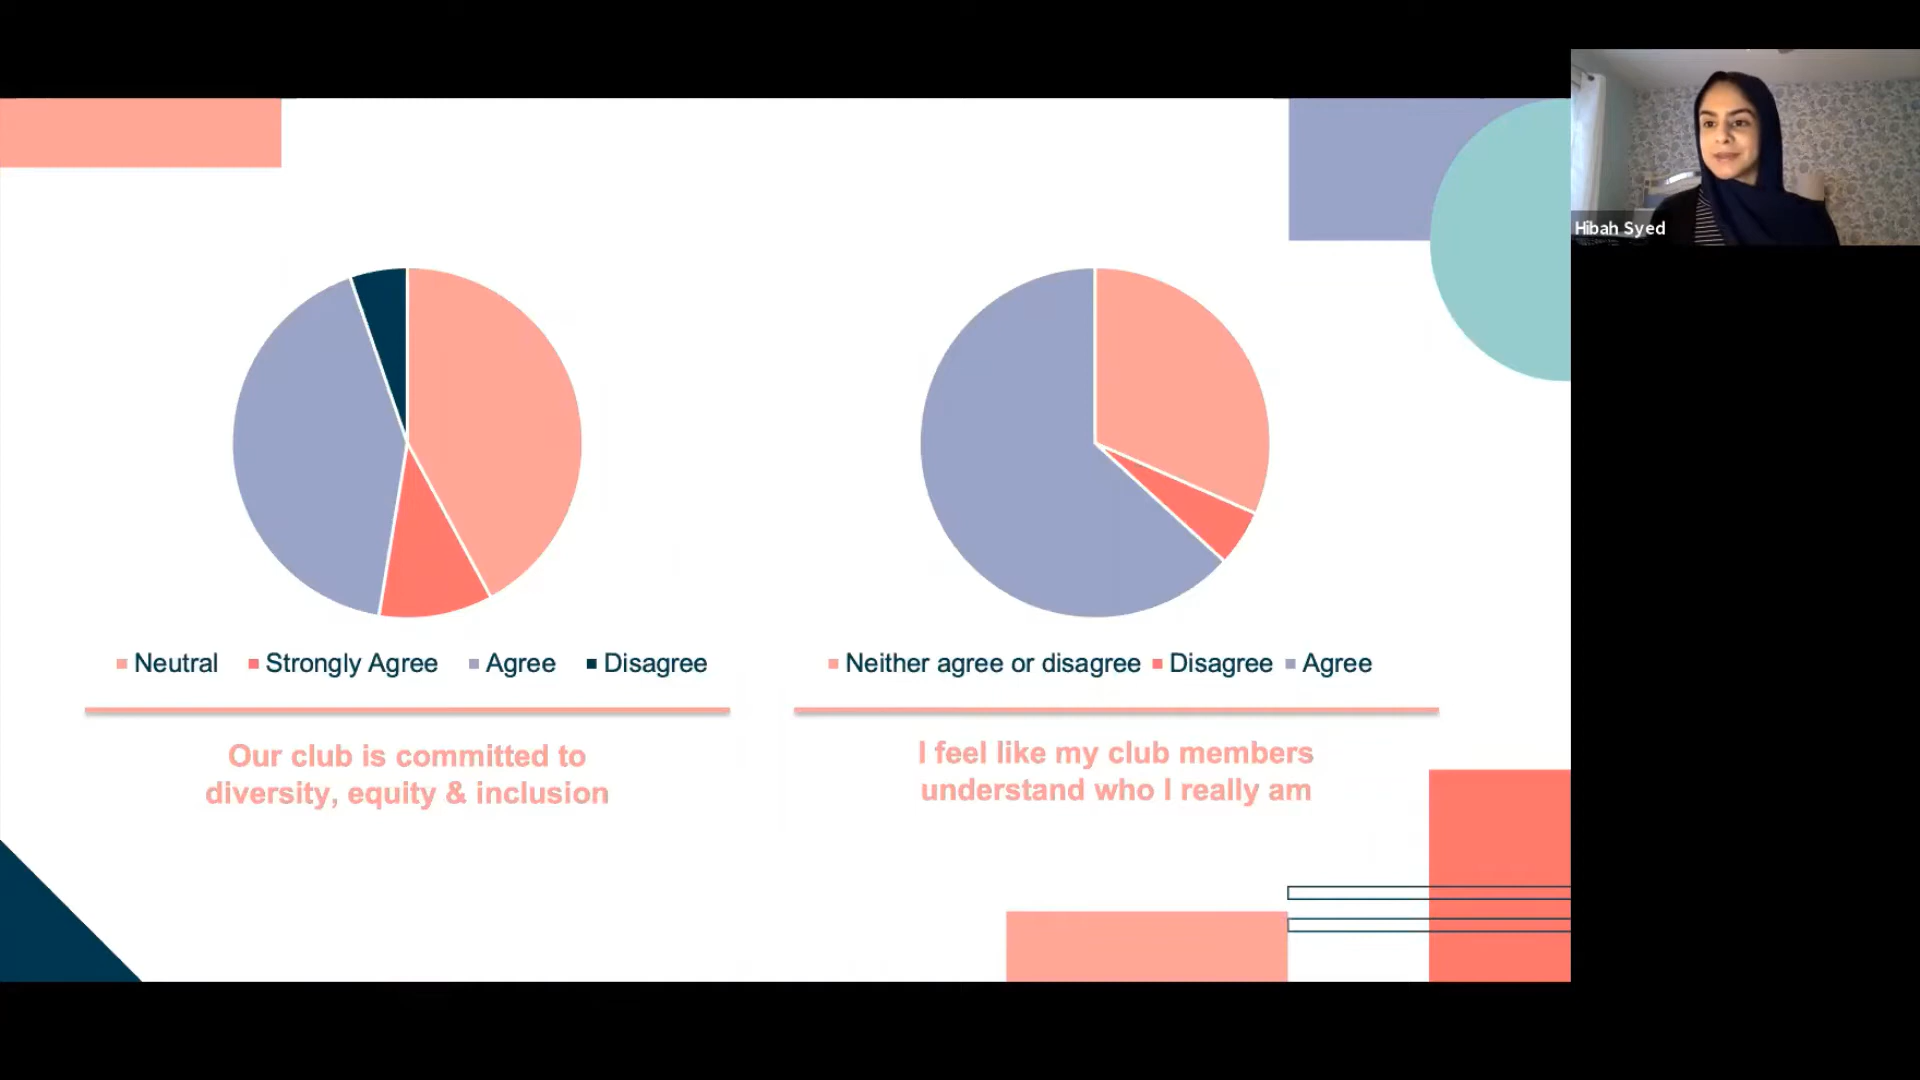 Hibah Syed
Neutral Strongly Agree Agree Disagree
Our club is committed to
diversity, equity & inclusion
Neither agree or disagree Disagree Agree
I feel like my club members
understand who I really am